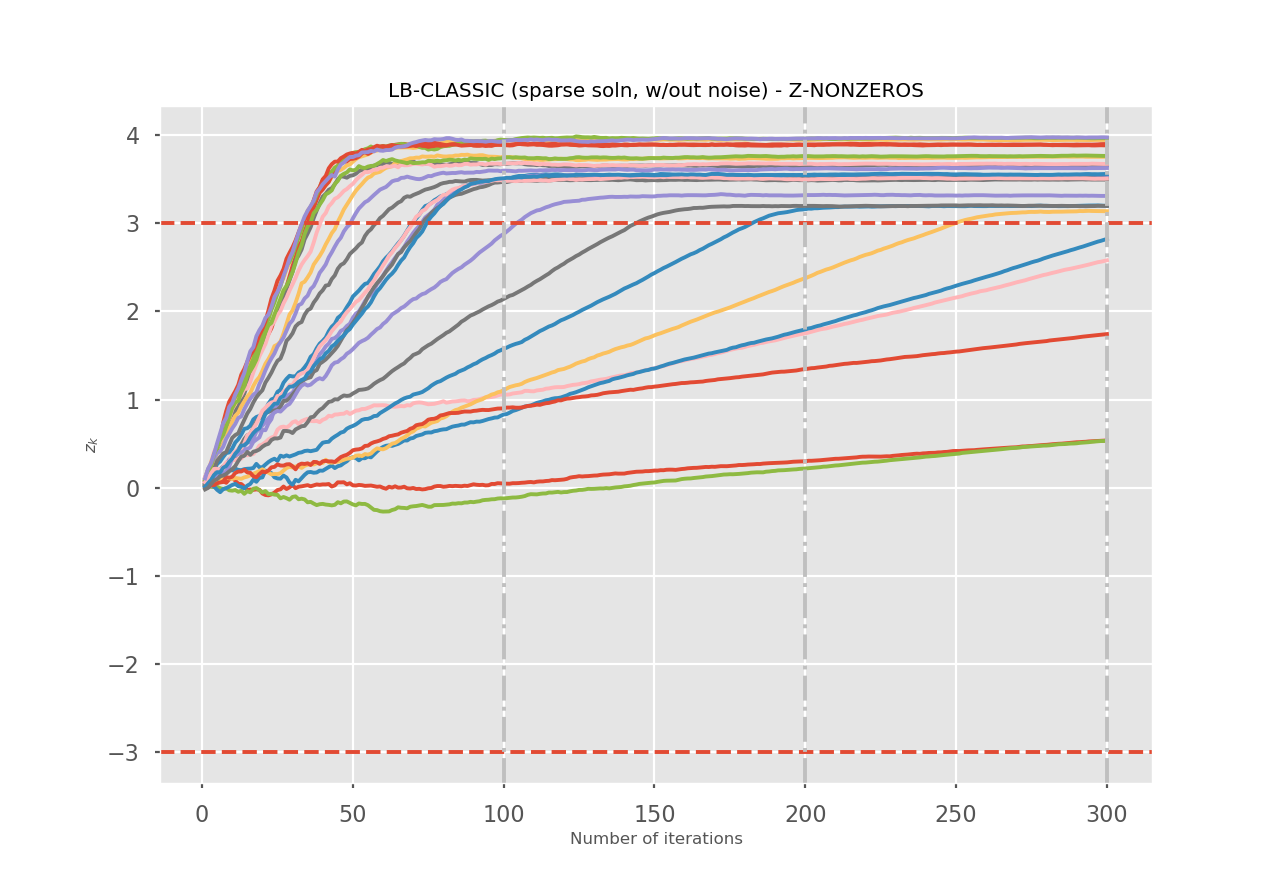 LB-CLASSIC (sparse soln, w/out noise) - Z-NONZEROS
4
3
2
1
0
−1
−2
−3
z_k
0 50 100 150 200 250 300
Number of iterations